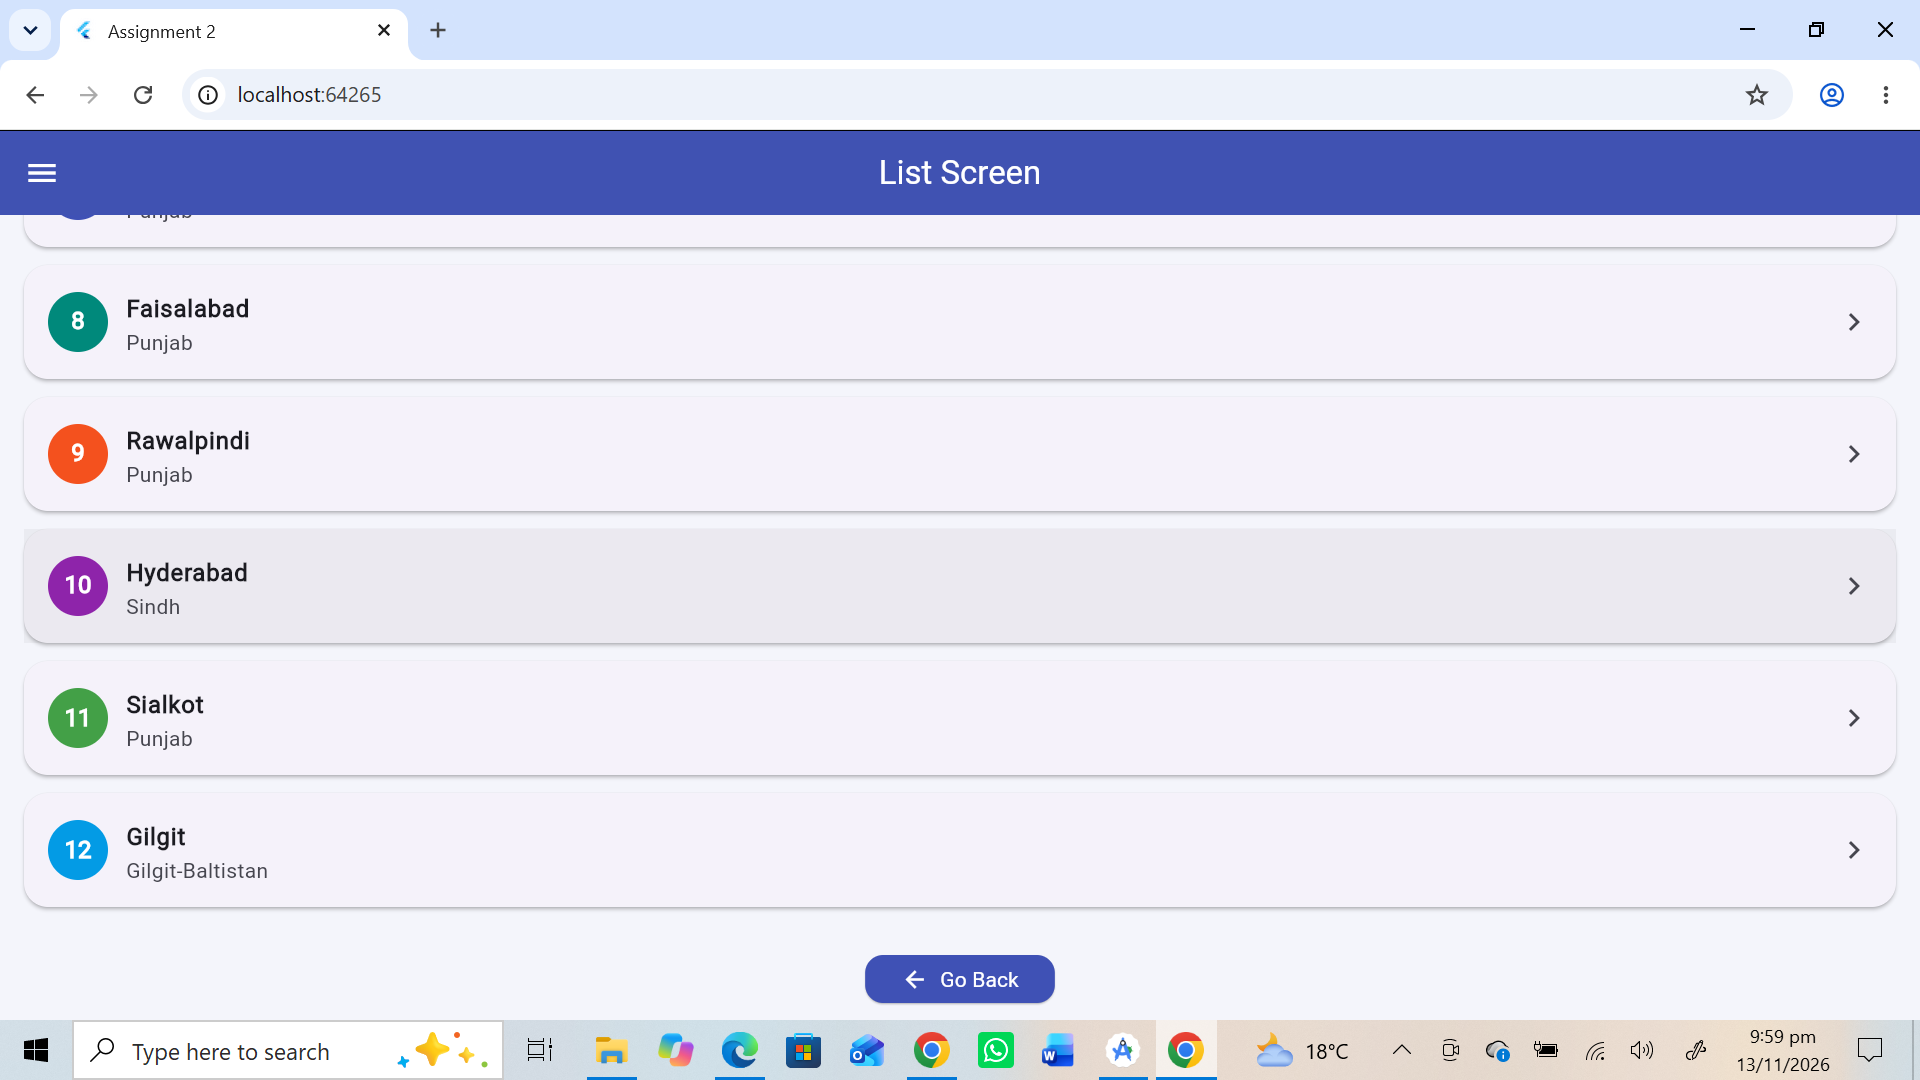 Assignment 2
localhost:64265
List Screen
Punjab
8
Faisalabad
Punjab
9
Rawalpindi
Punjab
10
Hyderabad
Sindh
11
Sialkot
Punjab
12
Gilgit
Gilgit-Baltistan
Go Back
Type here to search
18°C
9:59 pm
13/11/2026